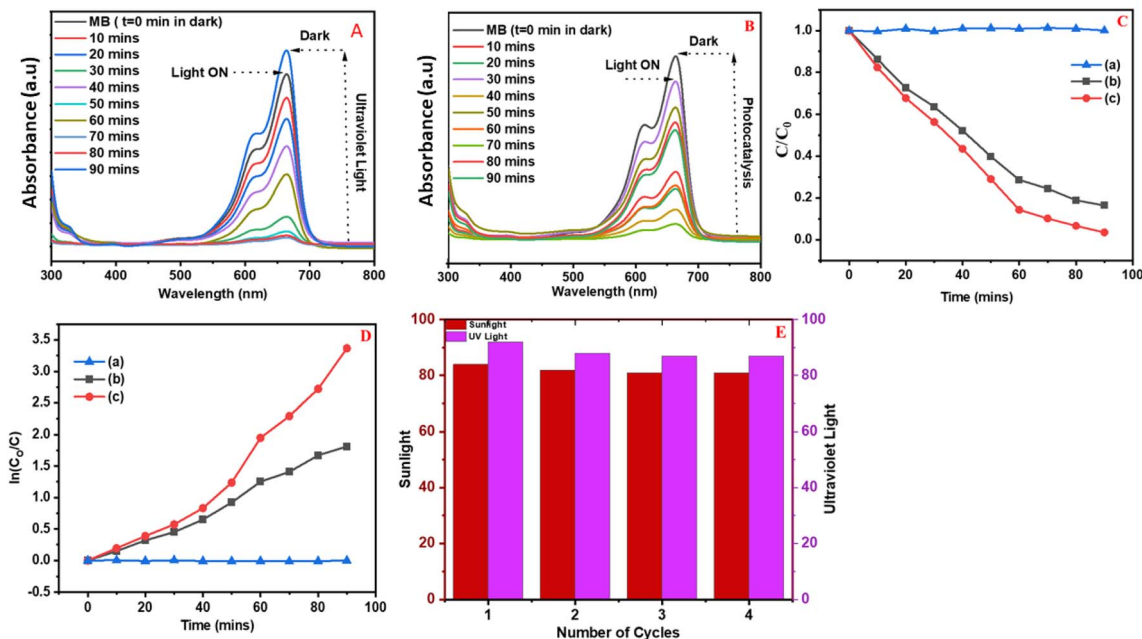 A
MB ( t=0 min in dark)
10 mins
20 mins
30 mins
40 mins
50 mins
60 mins
70 mins
80 mins
90 mins
Dark
Light ON
Ultraviolet Light
Absorbance (a.u)
300 400 500 600 700 800
Wavelength (nm)
B
MB (t=0 min in dark)
10 mins
20 mins
30 mins
40 mins
50 mins
60 mins
70 mins
80 mins
90 mins
Dark
Light ON
Photocatalysis
Absorbance (a.u)
300 400 500 600 700 800
Wavelength (nm)
C
1.0
0.8
0.6
0.4
0.2
0.0
C/C0
(a)
(b)
(c)
0 20 40 60 80 100
Time (mins)
D
3.5
3.0
2.5
2.0
1.5
1.0
0.5
0.0
-0.5
ln(Co/C)
(a)
(b)
(c)
0 20 40 60 80 100
Time (mins)
E
Sunlight
UV Light
100
80
60
40
20
0
Sunlight
100
80
60
40
20
0
Ultraviolet Light
1 2 3 4
Number of Cycles